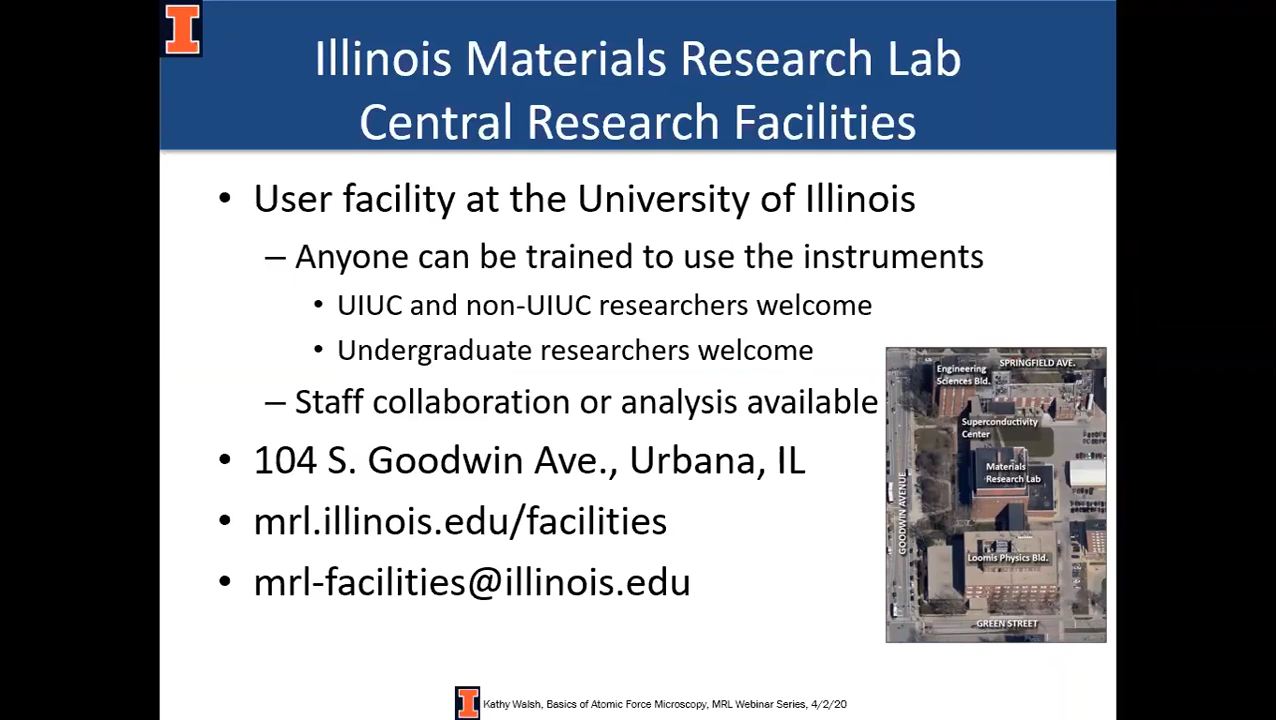 Illinois Materials Research Lab
Central Research Facilities
• User facility at the University of Illinois
– Anyone can be trained to use the instruments
• UIUC and non-UIUC researchers welcome
• Undergraduate researchers welcome
– Staff collaboration or analysis available
• 104 S. Goodwin Ave., Urbana, IL
• mrl.illinois.edu/facilities
• mrl-facilities@illinois.edu
SPRINGFIELD AVE.
Engineering
Sciences Bld.
Superconductivity
Center
Materials
Research Lab
GOODWIN AVENUE
Loomis Physics Bld.
GREEN STREET
Kathy Walsh, Basics of Atomic Force Microscopy, MRL Webinar Series, 4/2/20